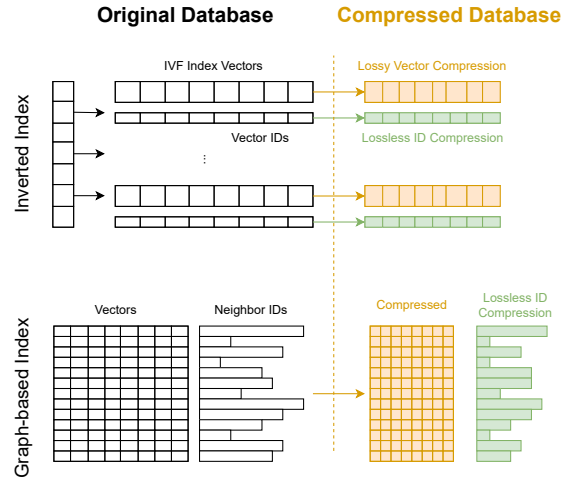 Original Database
Compressed Database
Inverted Index
IVF Index Vectors
Lossy Vector Compression
Vector IDs
Lossless ID Compression
...
Graph-based Index
Vectors
Neighbor IDs
Compressed
Lossless ID
Compression